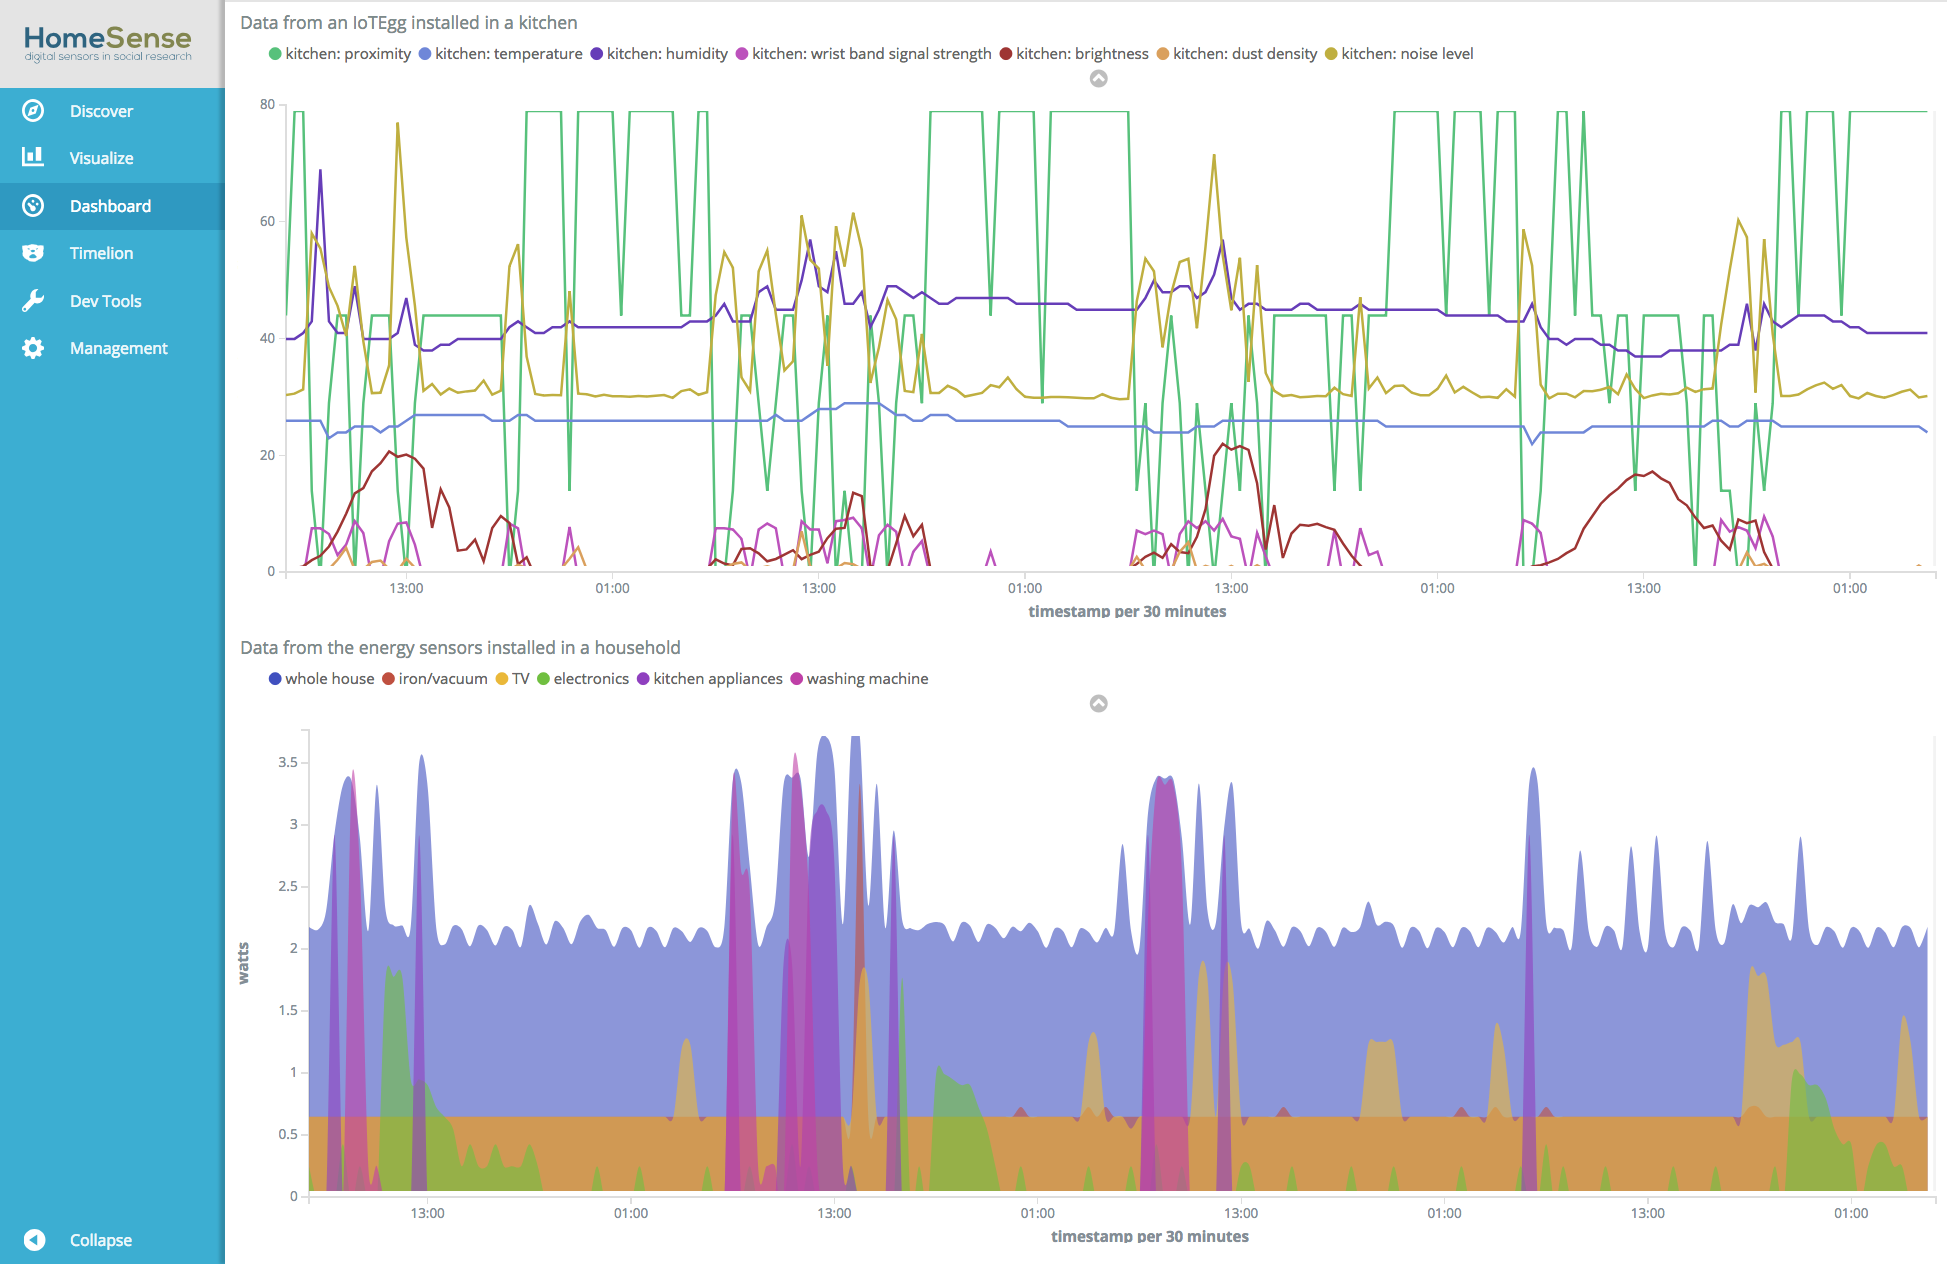 HomeSense
digital sensors in social research
Discover
Visualize
Dashboard
Timelion
Dev Tools
Management
Collapse
Data from an IoTEgg installed in a kitchen
kitchen: proximity kitchen: temperature kitchen: humidity kitchen: wrist band signal strength kitchen: brightness kitchen: dust density kitchen: noise level
80
60
40
20
0
13:00 01:00 13:00 01:00 13:00 01:00 13:00 01:00
timestamp per 30 minutes
Data from the energy sensors installed in a household
whole house iron/vacuum TV electronics kitchen appliances washing machine
watts
3.5
3
2.5
2
1.5
1
0.5
0
13:00 01:00 13:00 01:00 13:00 01:00 13:00 01:00
timestamp per 30 minutes